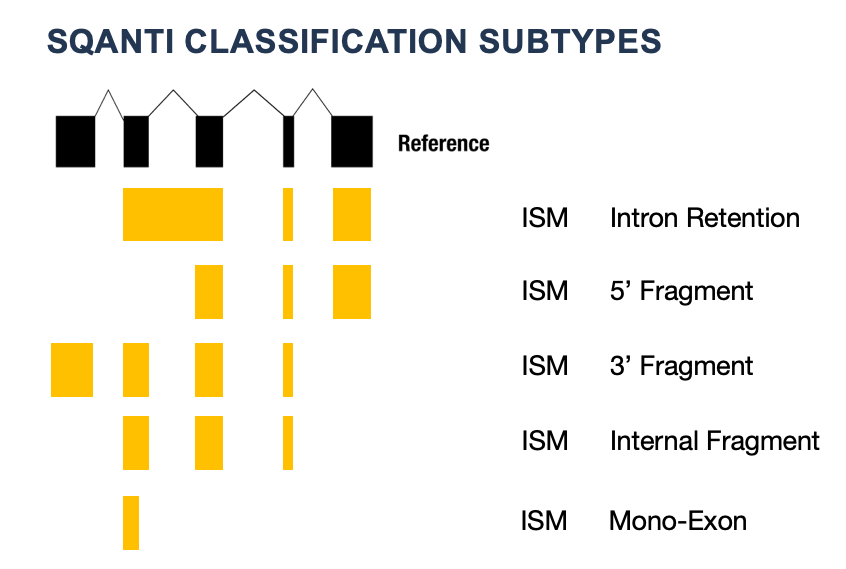 SQANTI CLASSIFICATION SUBTYPES
Reference
ISM Intron Retention
ISM 5’ Fragment
ISM 3’ Fragment
ISM Internal Fragment
ISM Mono-Exon